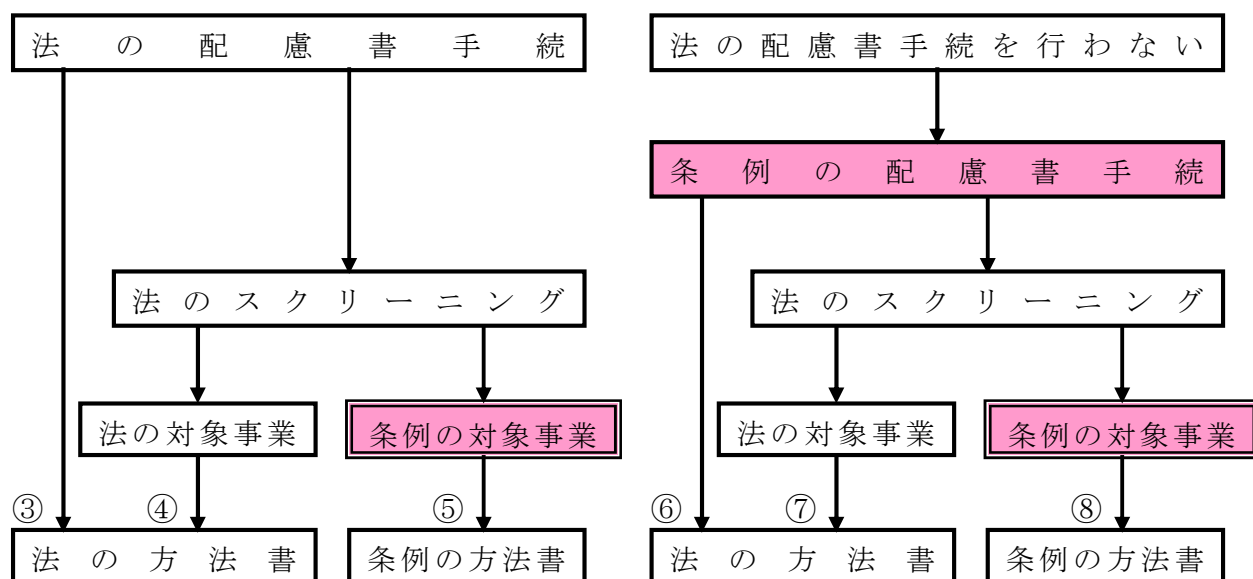 法の配慮書手続
法の配慮書手続を行わない
条例の配慮書手続
法のスクリーニング
法のスクリーニング
法の対象事業
条例の対象事業
法の対象事業
条例の対象事業
③
④
⑤
⑥
⑦
⑧
法の方法書
条例の方法書
法の方法書
条例の方法書